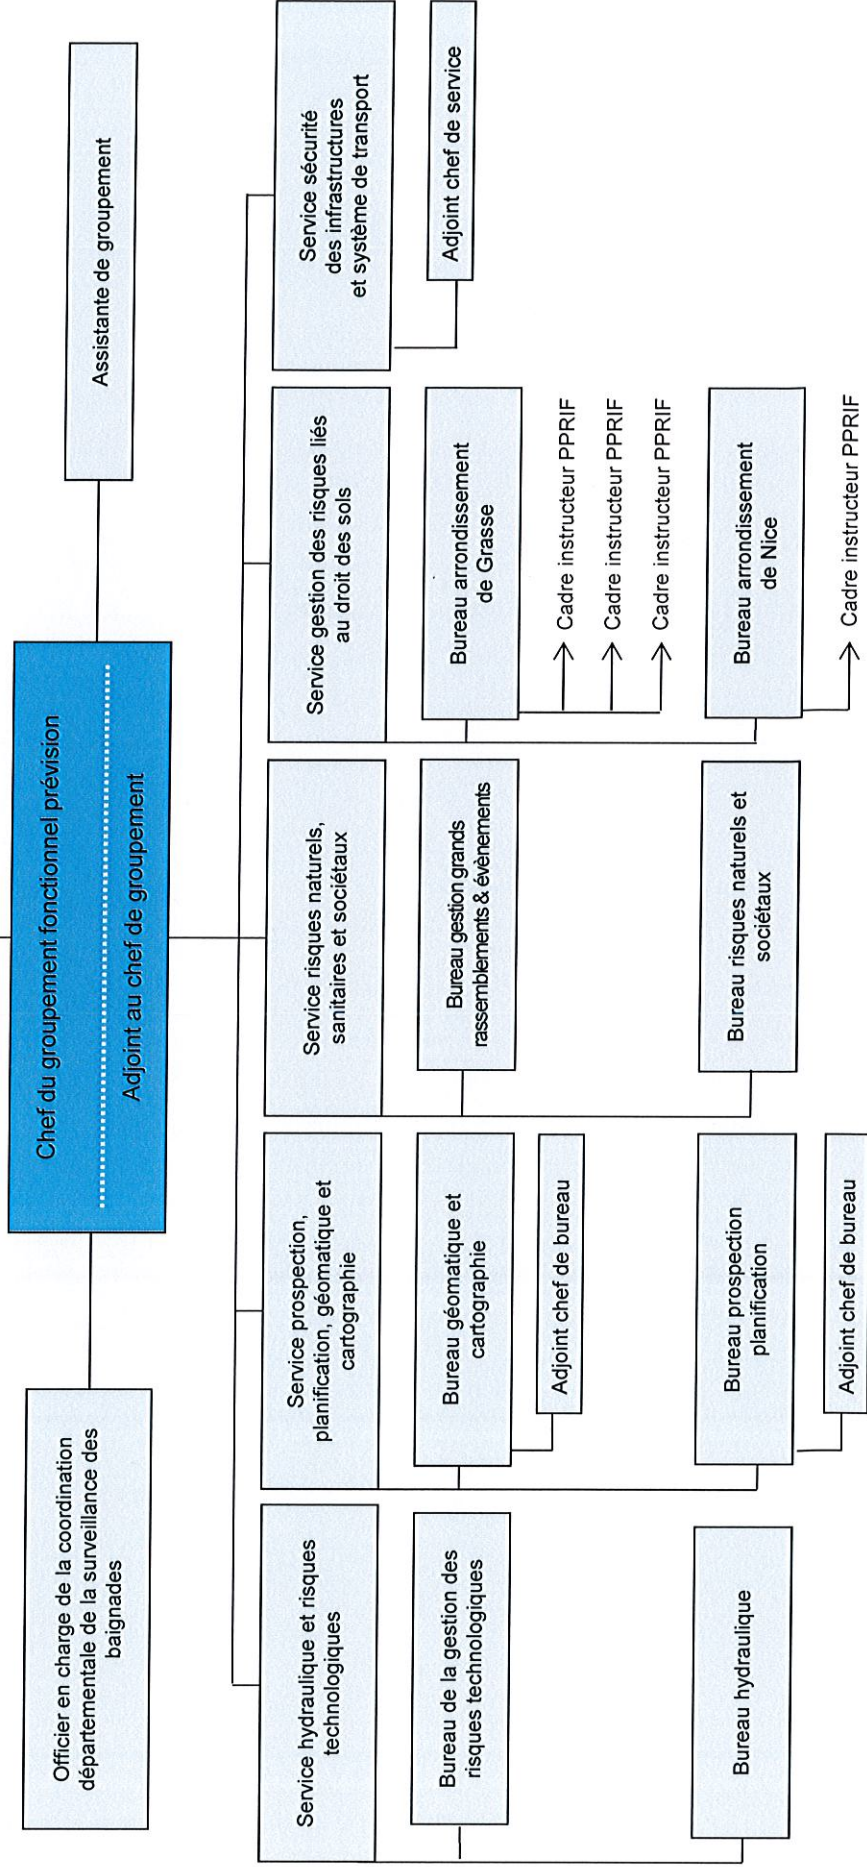 Chef du groupement fonctionnel prévision
Adjoint au chef de groupement
Officier en charge de la coordination
départementale de la surveillance des
baignades
Assistante de groupement
Service hydraulique et risques
technologiques
Bureau de la gestion des
risques technologiques
Bureau hydraulique
Service prospection,
planification, géomatique et
cartographie
Bureau géomatique et
cartographie
Adjoint chef de bureau
Bureau prospection
planification
Adjoint chef de bureau
Service risques naturels,
sanitaires et sociétaux
Bureau gestion grands
rassemblements & évènements
Bureau risques naturels et
sociétaux
Service gestion des risques liés
au droit des sols
Bureau arrondissement
de Grasse
Cadre instructeur PPRIF
Cadre instructeur PPRIF
Cadre instructeur PPRIF
Bureau arrondissement
de Nice
Cadre instructeur PPRIF
Service sécurité
des infrastructures
et système de transport
Adjoint chef de service